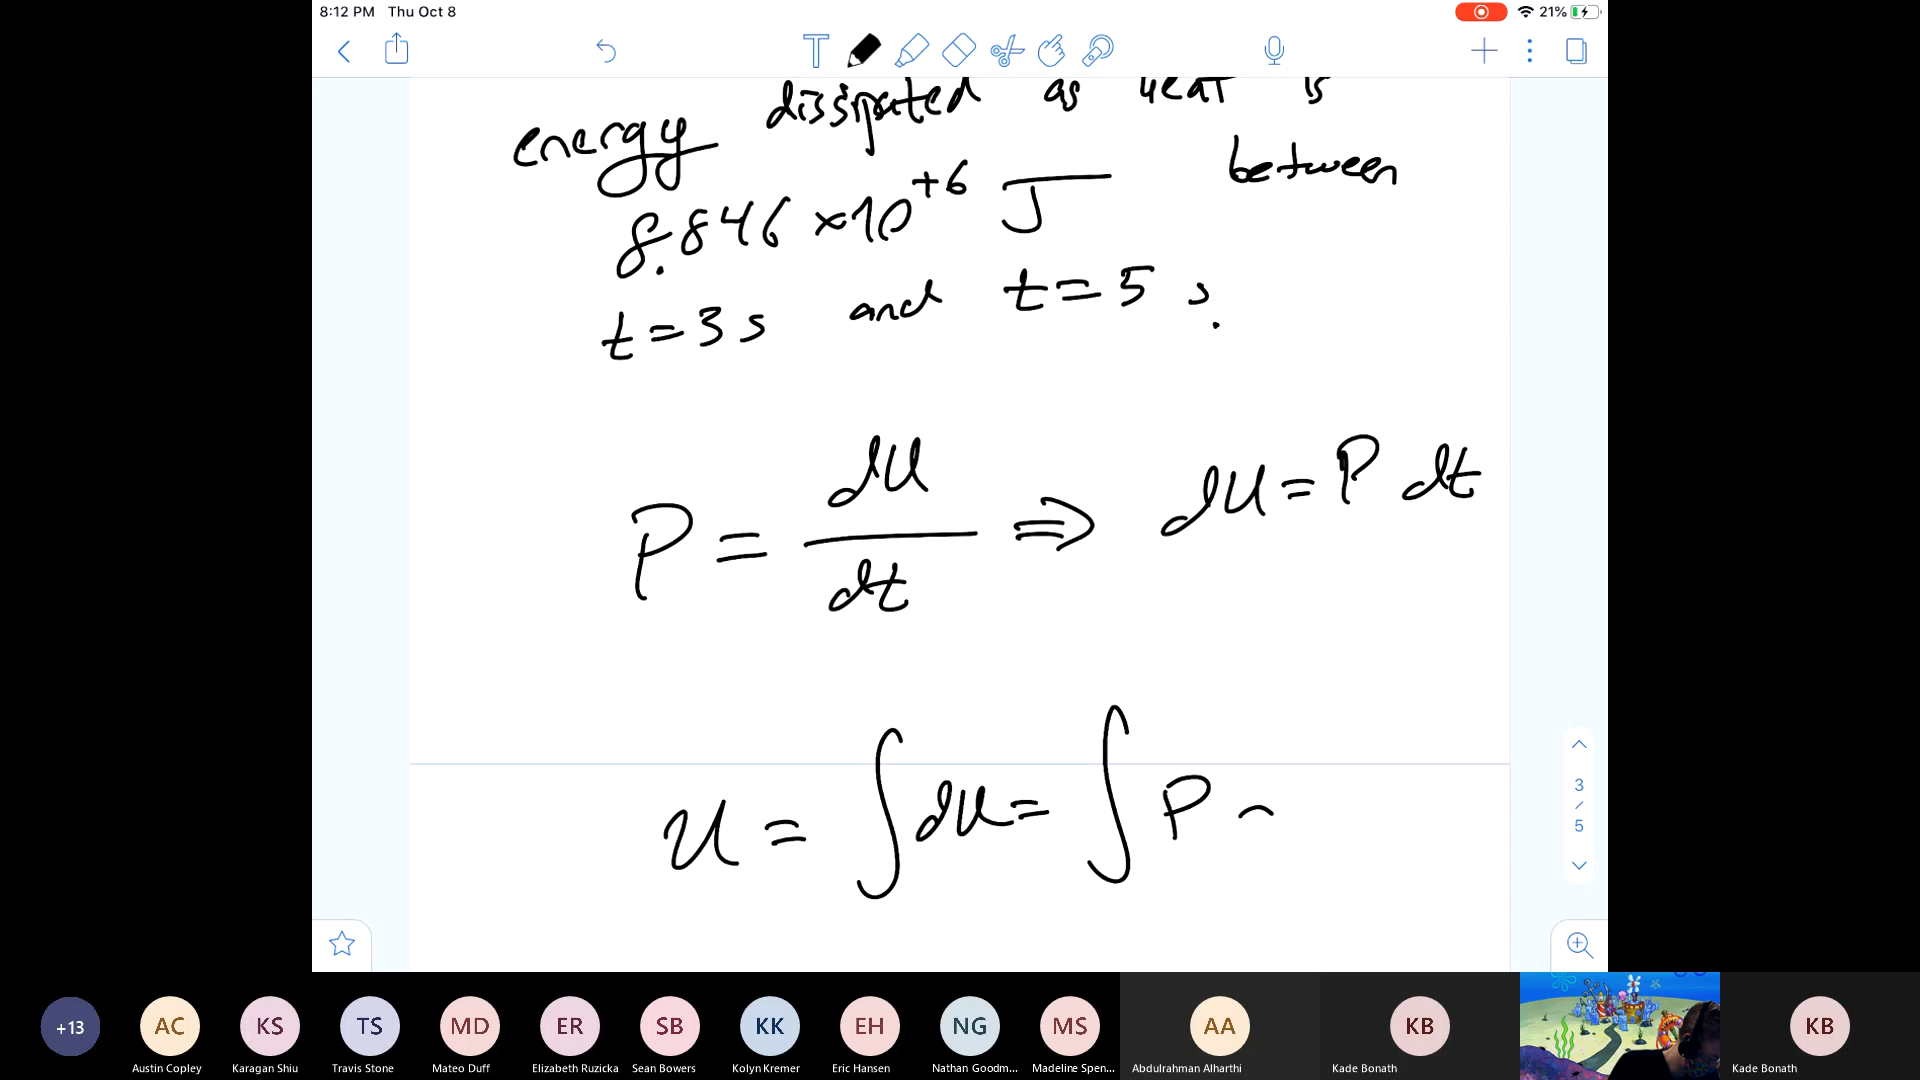 8:12 PM Thu Oct 8
21%
energy dissipated as heat is
8.846 ×10⁺⁶ J between
t=3s and t=5 s.
P = dU/dt ⇒ dU = P dt
U = ∫dU = ∫P
3
/
5
+13
AC
KS
TS
MD
ER
SB
KK
EH
NG
MS
AA
KB
KB
Austin Copley
Karagan Shiu
Travis Stone
Mateo Duff
Elizabeth Ruzicka
Sean Bowers
Kolyn Kremer
Eric Hansen
Nathan Goodm...
Madeline Spen...
Abdulrahman Alharthi
Kade Bonath
Kade Bonath